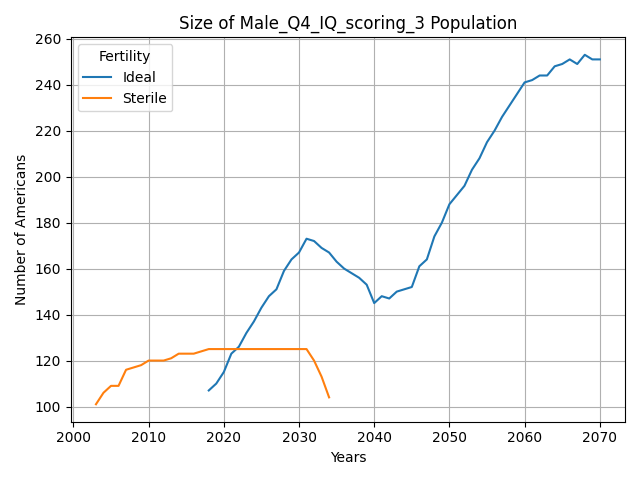 Size of Male_Q4_IQ_scoring_3 Population
Fertility
Ideal
Sterile
Number of Americans
260
240
220
200
180
160
140
120
100
2000 2010 2020 2030 2040 2050 2060 2070
Years